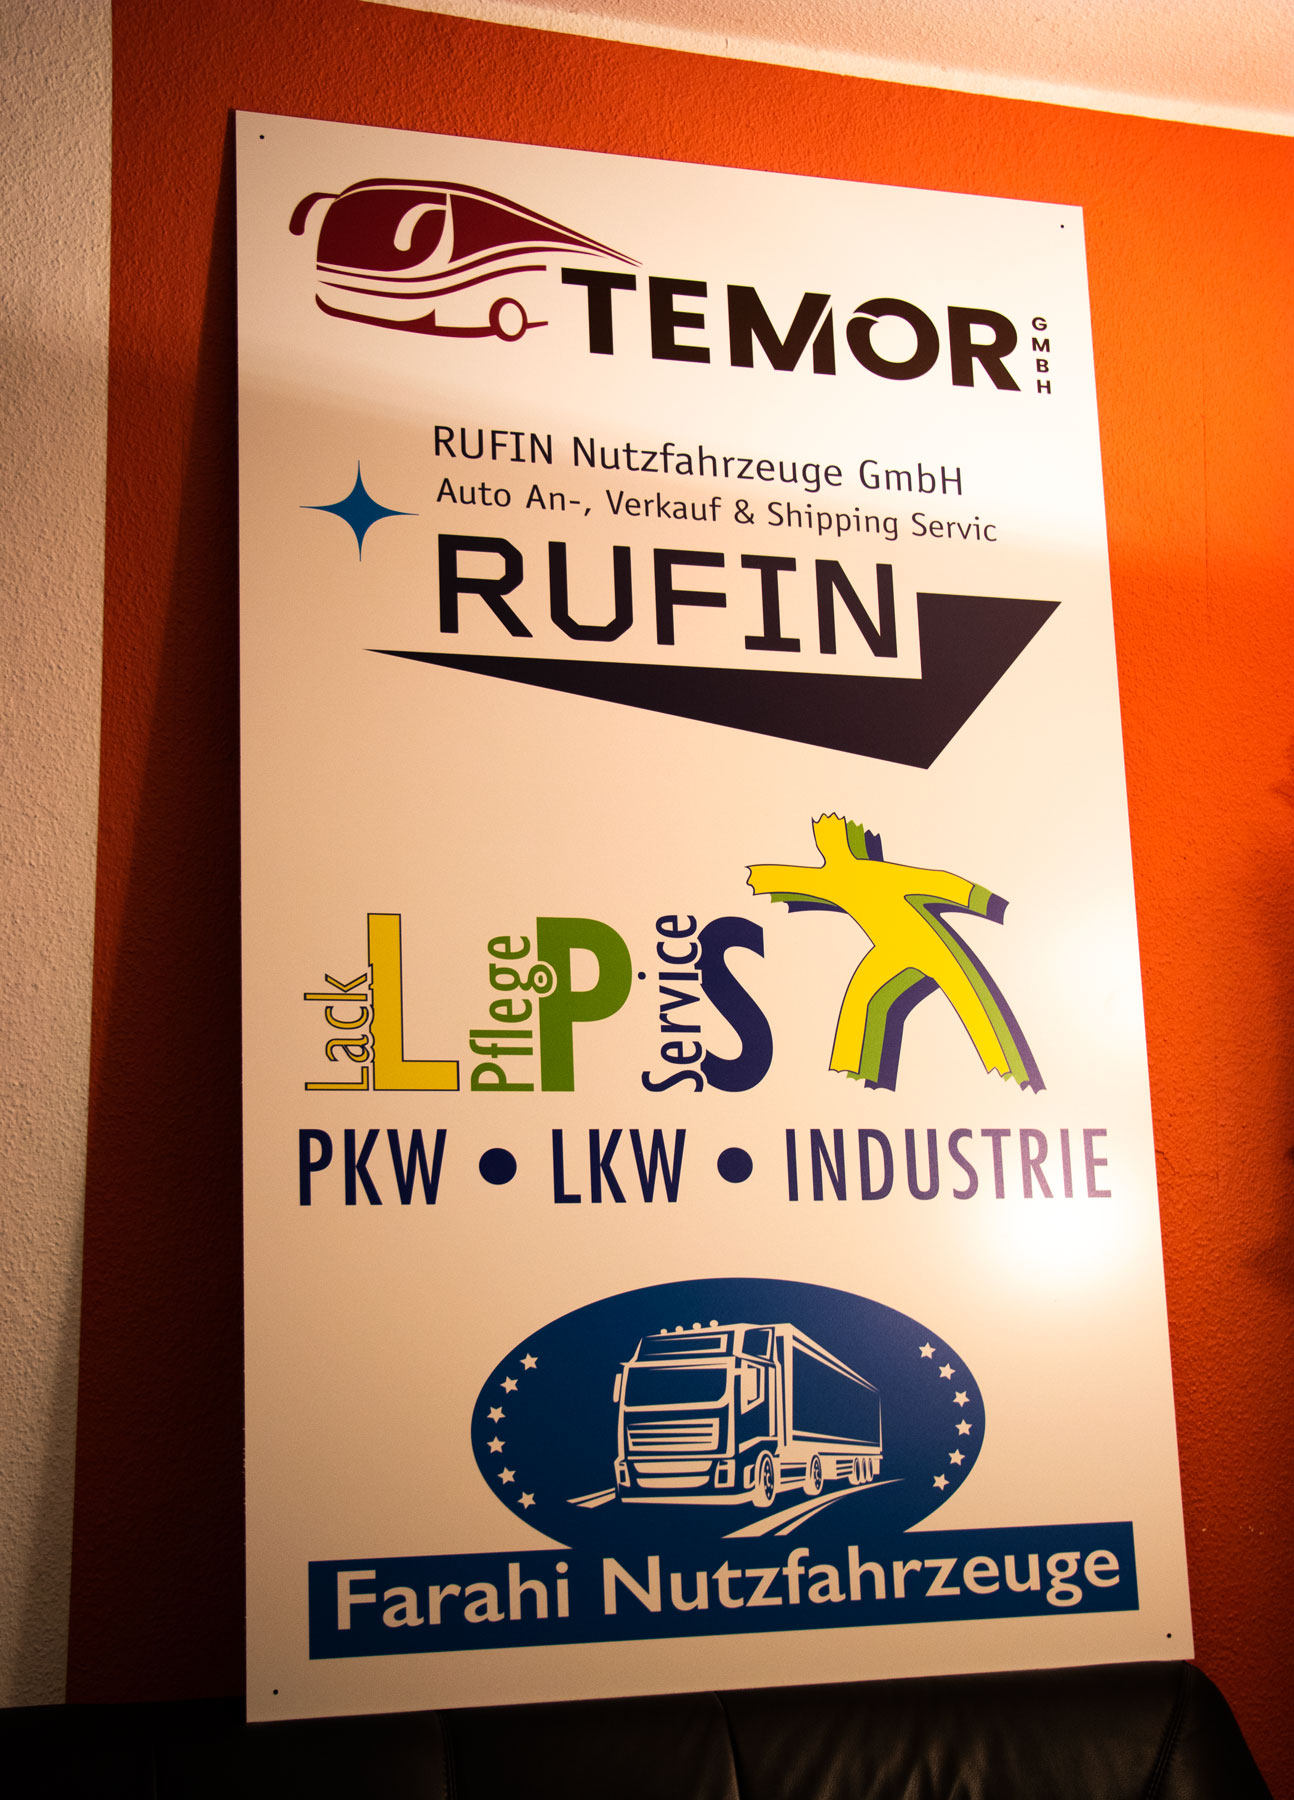 TEMOR GMBH
RUFIN Nutzfahrzeuge GmbH
Auto An-, Verkauf & Shipping Servic
RUFIN
Lack L Pflege P Service S
PKW • LKW • INDUSTRIE
Farahi Nutzfahrzeuge